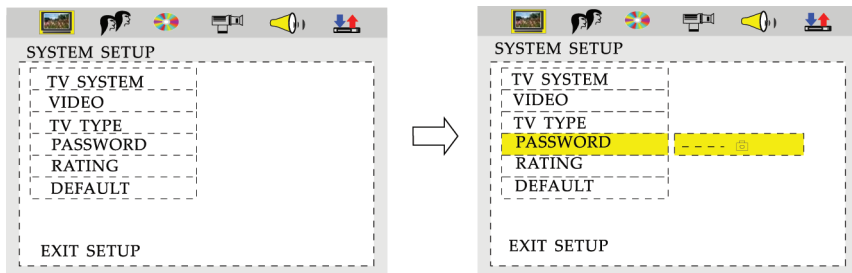 SYSTEM SETUP
TV SYSTEM
VIDEO
TV TYPE
PASSWORD
RATING
DEFAULT
EXIT SETUP
SYSTEM SETUP
TV SYSTEM
VIDEO
TV TYPE
PASSWORD
- - - -
RATING
DEFAULT
EXIT SETUP